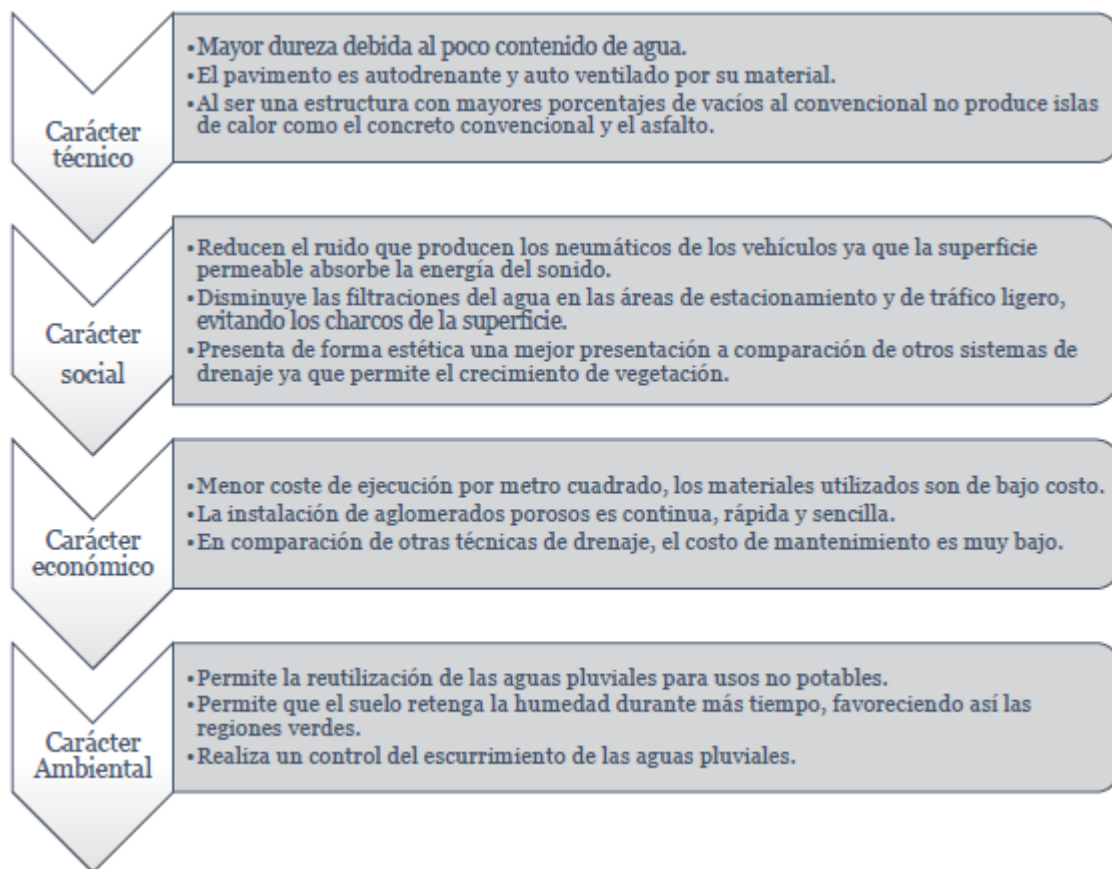 Carácter
técnico
•Mayor dureza debida al poco contenido de agua.
•El pavimento es autodrenante y auto ventilado por su material.
•Al ser una estructura con mayores porcentajes de vacíos al convencional no produce islas
de calor como el concreto convencional y el asfalto.
Carácter
social
•Reducen el ruido que producen los neumáticos de los vehículos ya que la superficie
permeable absorbe la energía del sonido.
•Disminuye las filtraciones del agua en las áreas de estacionamiento y de tráfico ligero,
evitando los charcos de la superficie.
•Presenta de forma estética una mejor presentación a comparación de otros sistemas de
drenaje ya que permite el crecimiento de vegetación.
Carácter
económico
•Menor coste de ejecución por metro cuadrado, los materiales utilizados son de bajo costo.
•La instalación de aglomerados porosos es continua, rápida y sencilla.
•En comparación de otras técnicas de drenaje, el costo de mantenimiento es muy bajo.
Carácter
Ambiental
•Permite la reutilización de las aguas pluviales para usos no potables.
•Permite que el suelo retenga la humedad durante más tiempo, favoreciendo así las
regiones verdes.
•Realiza un control del escurrimiento de las aguas pluviales.